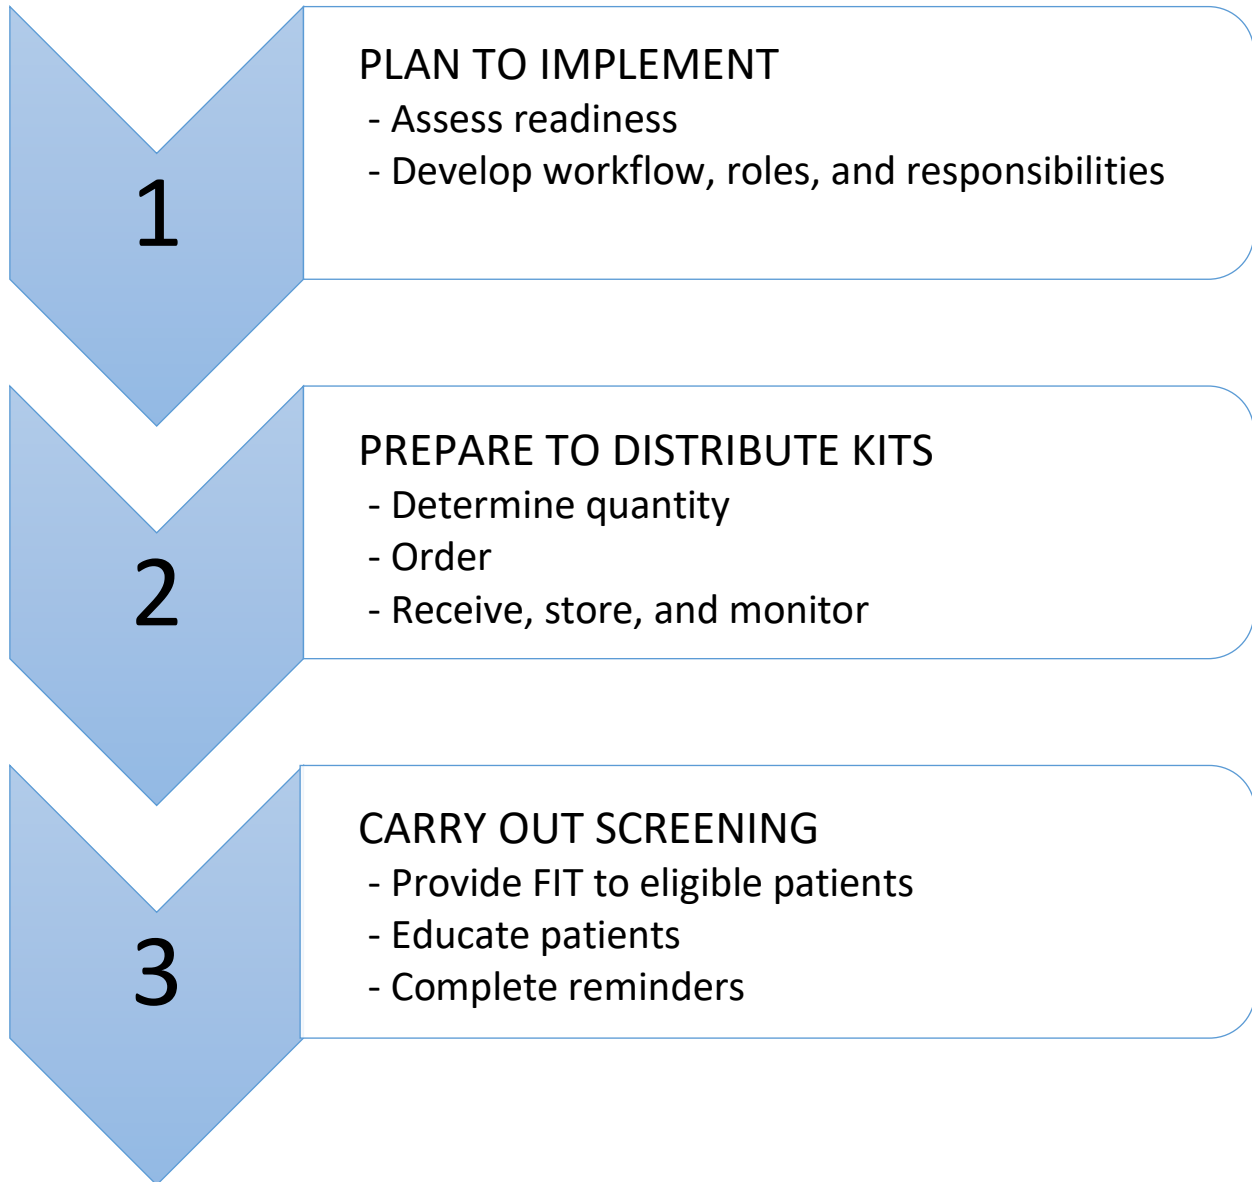 1
PLAN TO IMPLEMENT
- Assess readiness
- Develop workflow, roles, and responsibilities
2
PREPARE TO DISTRIBUTE KITS
- Determine quantity
- Order
- Receive, store, and monitor
3
CARRY OUT SCREENING
- Provide FIT to eligible patients
- Educate patients
- Complete reminders